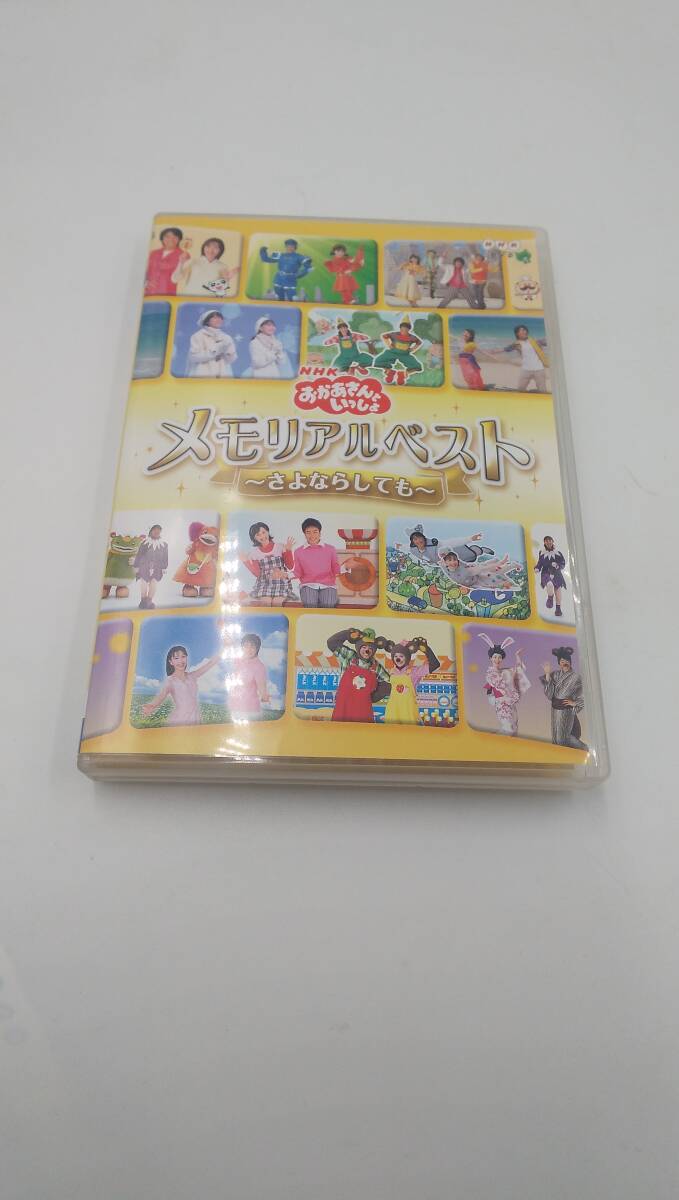 NHK
NHK
おかあさんと
いっしょ
メモリアルベスト
～さよならしても～